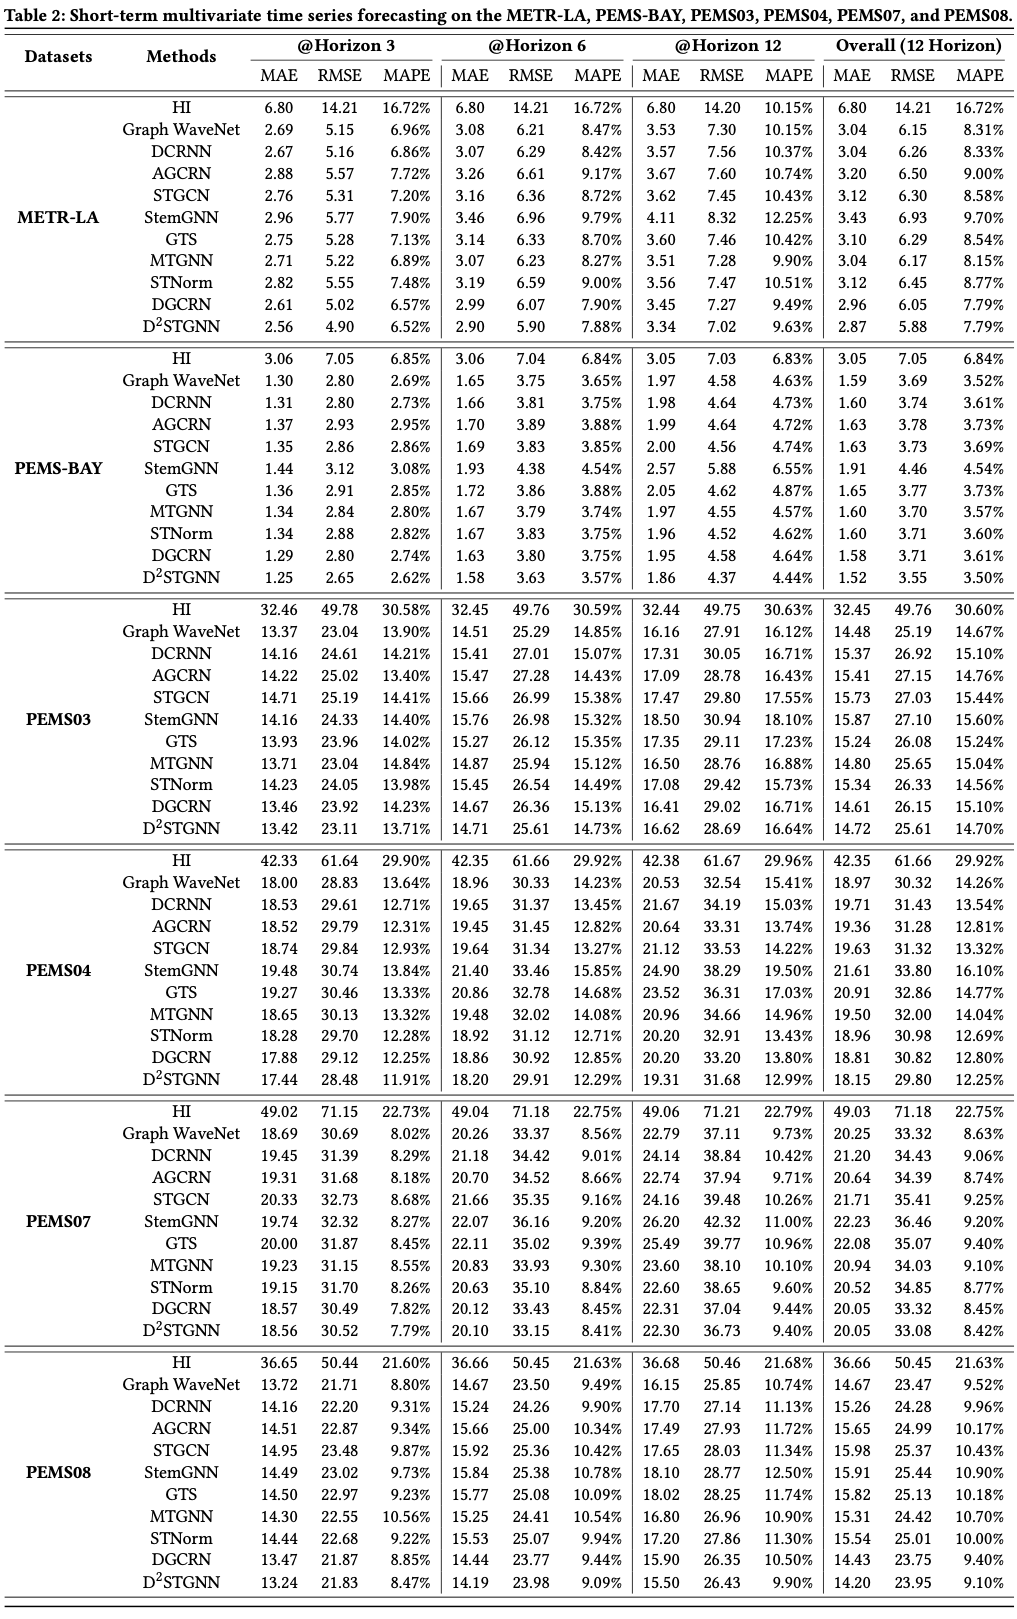 Table 2: Short-term multivariate time series forecasting on the METR-LA, PEMS-BAY, PEMS03, PEMS04, PEMS07, and PEMS08.
Datasets Methods @Horizon 3 @Horizon 6 @Horizon 12 Overall (12 Horizon)
MAE RMSE MAPE MAE RMSE MAPE MAE RMSE MAPE MAE RMSE MAPE
HI 6.80 14.21 16.72% 6.80 14.21 16.72% 6.80 14.20 10.15% 6.80 14.21 16.72%
Graph WaveNet 2.69 5.15 6.96% 3.08 6.21 8.47% 3.53 7.30 10.15% 3.04 6.15 8.31%
DCRNN 2.67 5.16 6.86% 3.07 6.29 8.42% 3.57 7.56 10.37% 3.04 6.26 8.33%
AGCRN 2.88 5.57 7.72% 3.26 6.61 9.17% 3.67 7.60 10.74% 3.20 6.50 9.00%
STGCN 2.76 5.31 7.20% 3.16 6.36 8.72% 3.62 7.45 10.43% 3.12 6.30 8.58%
METR-LA StemGNN 2.96 5.77 7.90% 3.46 6.96 9.79% 4.11 8.32 12.25% 3.43 6.93 9.70%
GTS 2.75 5.28 7.13% 3.14 6.33 8.70% 3.60 7.46 10.42% 3.10 6.29 8.54%
MTGNN 2.71 5.22 6.89% 3.07 6.23 8.27% 3.51 7.28 9.90% 3.04 6.17 8.15%
STNorm 2.82 5.55 7.48% 3.19 6.59 9.00% 3.56 7.47 10.51% 3.12 6.45 8.77%
DGCRN 2.61 5.02 6.57% 2.99 6.07 7.90% 3.45 7.27 9.49% 2.96 6.05 7.79%
D²STGNN 2.56 4.90 6.52% 2.90 5.90 7.88% 3.34 7.02 9.63% 2.87 5.88 7.79%
HI 3.06 7.05 6.85% 3.06 7.04 6.84% 3.05 7.03 6.83% 3.05 7.05 6.84%
Graph WaveNet 1.30 2.80 2.69% 1.65 3.75 3.65% 1.97 4.58 4.63% 1.59 3.69 3.52%
DCRNN 1.31 2.80 2.73% 1.66 3.81 3.75% 1.98 4.64 4.73% 1.60 3.74 3.61%
AGCRN 1.37 2.93 2.95% 1.70 3.89 3.88% 1.99 4.64 4.72% 1.63 3.78 3.73%
STGCN 1.35 2.86 2.86% 1.69 3.83 3.85% 2.00 4.56 4.74% 1.63 3.73 3.69%
PEMS-BAY StemGNN 1.44 3.12 3.08% 1.93 4.38 4.54% 2.57 5.88 6.55% 1.91 4.46 4.54%
GTS 1.36 2.91 2.85% 1.72 3.86 3.88% 2.05 4.62 4.87% 1.65 3.77 3.73%
MTGNN 1.34 2.84 2.80% 1.67 3.79 3.74% 1.97 4.55 4.57% 1.60 3.70 3.57%
STNorm 1.34 2.88 2.82% 1.67 3.83 3.75% 1.96 4.52 4.62% 1.60 3.71 3.60%
DGCRN 1.29 2.80 2.74% 1.63 3.80 3.75% 1.95 4.58 4.64% 1.58 3.71 3.61%
D²STGNN 1.25 2.65 2.62% 1.58 3.63 3.57% 1.86 4.37 4.44% 1.52 3.55 3.50%
HI 32.46 49.78 30.58% 32.45 49.76 30.59% 32.44 49.75 30.63% 32.45 49.76 30.60%
Graph WaveNet 13.37 23.04 13.90% 14.51 25.29 14.85% 16.16 27.91 16.12% 14.48 25.19 14.67%
DCRNN 14.16 24.61 14.21% 15.41 27.01 15.07% 17.31 30.05 16.71% 15.37 26.92 15.10%
AGCRN 14.22 25.02 13.40% 15.47 27.28 14.43% 17.09 28.78 16.43% 15.41 27.15 14.76%
STGCN 14.71 25.19 14.41% 15.66 26.99 15.38% 17.47 29.80 17.55% 15.73 27.03 15.44%
PEMS03 StemGNN 14.16 24.33 14.40% 15.76 26.98 15.32% 18.50 30.94 18.10% 15.87 27.10 15.60%
GTS 13.93 23.96 14.02% 15.27 26.12 15.35% 17.35 29.11 17.23% 15.24 26.08 15.24%
MTGNN 13.71 23.04 14.84% 14.87 25.94 15.12% 16.50 28.76 16.88% 14.80 25.65 15.04%
STNorm 14.23 24.05 13.98% 15.45 26.54 14.49% 17.08 29.42 15.73% 15.34 26.33 14.56%
DGCRN 13.46 23.92 14.23% 14.67 26.36 15.13% 16.41 29.02 16.71% 14.61 26.15 15.10%
D²STGNN 13.42 23.11 13.71% 14.71 25.61 14.73% 16.62 28.69 16.64% 14.72 25.61 14.70%
HI 42.33 61.64 29.90% 42.35 61.66 29.92% 42.38 61.67 29.96% 42.35 61.66 29.92%
Graph WaveNet 18.00 28.83 13.64% 18.96 30.33 14.23% 20.53 32.54 15.41% 18.97 30.32 14.26%
DCRNN 18.53 29.61 12.71% 19.65 31.37 13.45% 21.67 34.19 15.03% 19.71 31.43 13.54%
AGCRN 18.52 29.79 12.31% 19.45 31.45 12.82% 20.64 33.31 13.74% 19.36 31.28 12.81%
STGCN 18.74 29.84 12.93% 19.64 31.34 13.27% 21.12 33.53 14.22% 19.63 31.32 13.32%
PEMS04 StemGNN 19.48 30.74 13.84% 21.40 33.46 15.85% 24.90 38.29 19.50% 21.61 33.80 16.10%
GTS 19.27 30.46 13.33% 20.86 32.78 14.68% 23.52 36.31 17.03% 20.91 32.86 14.77%
MTGNN 18.65 30.13 13.32% 19.48 32.02 14.08% 20.96 34.66 14.96% 19.50 32.00 14.04%
STNorm 18.28 29.70 12.28% 18.92 31.12 12.71% 20.20 32.91 13.43% 18.96 30.98 12.69%
DGCRN 17.88 29.12 12.25% 18.86 30.92 12.85% 20.20 33.20 13.80% 18.81 30.82 12.80%
D²STGNN 17.44 28.48 11.91% 18.20 29.91 12.29% 19.31 31.68 12.99% 18.15 29.80 12.25%
HI 49.02 71.15 22.73% 49.04 71.18 22.75% 49.06 71.21 22.79% 49.03 71.18 22.75%
Graph WaveNet 18.69 30.69 8.02% 20.26 33.37 8.56% 22.79 37.11 9.73% 20.25 33.32 8.63%
DCRNN 19.45 31.39 8.29% 21.18 34.42 9.01% 24.14 38.84 10.42% 21.20 34.43 9.06%
AGCRN 19.31 31.68 8.18% 20.70 34.52 8.66% 22.74 37.94 9.71% 20.64 34.39 8.74%
STGCN 20.33 32.73 8.68% 21.66 35.35 9.16% 24.16 39.48 10.26% 21.71 35.41 9.25%
PEMS07 StemGNN 19.74 32.32 8.27% 22.07 36.16 9.20% 26.20 42.32 11.00% 22.23 36.46 9.20%
GTS 20.00 31.87 8.45% 22.11 35.02 9.39% 25.49 39.77 10.96% 22.08 35.07 9.40%
MTGNN 19.23 31.15 8.55% 20.83 33.93 9.30% 23.60 38.10 10.10% 20.94 34.03 9.10%
STNorm 19.15 31.70 8.26% 20.63 35.10 8.84% 22.60 38.65 9.60% 20.52 34.85 8.77%
DGCRN 18.57 30.49 7.82% 20.12 33.43 8.45% 22.31 37.04 9.44% 20.05 33.32 8.45%
D²STGNN 18.56 30.52 7.79% 20.10 33.15 8.41% 22.30 36.73 9.40% 20.05 33.08 8.42%
HI 36.65 50.44 21.60% 36.66 50.45 21.63% 36.68 50.46 21.68% 36.66 50.45 21.63%
Graph WaveNet 13.72 21.71 8.80% 14.67 23.50 9.49% 16.15 25.85 10.74% 14.67 23.47 9.52%
DCRNN 14.16 22.20 9.31% 15.24 24.26 9.90% 17.70 27.14 11.13% 15.26 24.28 9.96%
AGCRN 14.51 22.87 9.34% 15.66 25.00 10.34% 17.49 27.93 11.72% 15.65 24.99 10.17%
STGCN 14.95 23.48 9.87% 15.92 25.36 10.42% 17.65 28.03 11.34% 15.98 25.37 10.43%
PEMS08 StemGNN 14.49 23.02 9.73% 15.84 25.38 10.78% 18.10 28.77 12.50% 15.91 25.44 10.90%
GTS 14.50 22.97 9.23% 15.77 25.08 10.09% 18.02 28.25 11.74% 15.82 25.13 10.18%
MTGNN 14.30 22.55 10.56% 15.25 24.41 10.54% 16.80 26.96 10.90% 15.31 24.42 10.70%
STNorm 14.44 22.68 9.22% 15.53 25.07 9.94% 17.20 27.86 11.30% 15.54 25.01 10.00%
DGCRN 13.47 21.87 8.85% 14.44 23.77 9.44% 15.90 26.35 10.50% 14.43 23.75 9.40%
D²STGNN 13.24 21.83 8.47% 14.19 23.98 9.09% 15.50 26.43 9.90% 14.20 23.95 9.10%